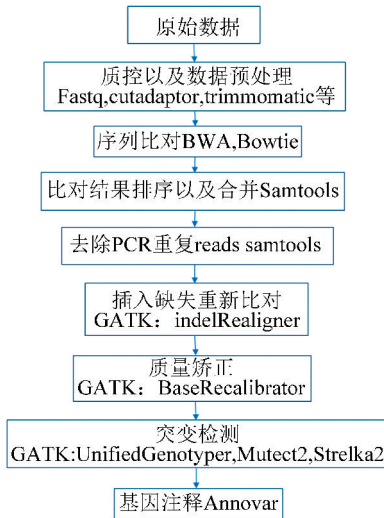 原始数据
质控以及数据预处理
Fastq,cutadaptor,trimmomatic等
序列比对BWA,Bowtie
比对结果排序以及合并Samtools
去除PCR重复reads samtools
插入缺失重新比对
GATK：indelRealigner
质量矫正
GATK：BaseRecalibrator
突变检测
GATK:UnifiedGenotyper,Mutect2,Strelka2
基因注释Annovar